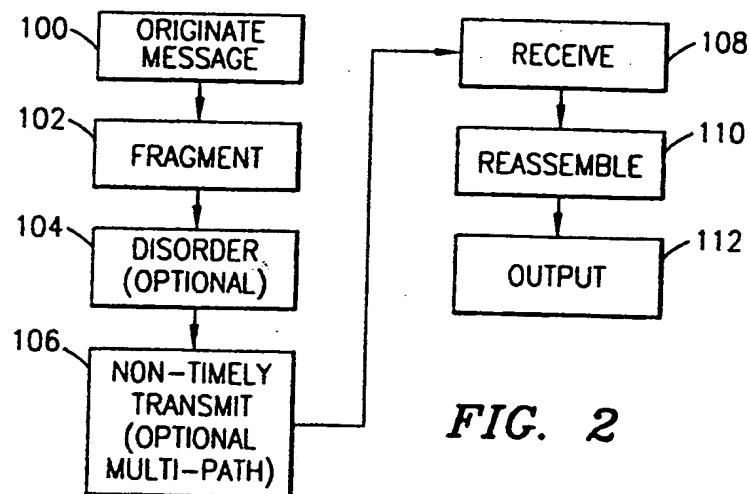 100
ORIGINATE
MESSAGE
102
FRAGMENT
104
DISORDER
(OPTIONAL)
106
NON-TIMELY
TRANSMIT
(OPTIONAL
MULTI-PATH)
RECEIVE
108
REASSEMBLE
110
OUTPUT
112
FIG. 2